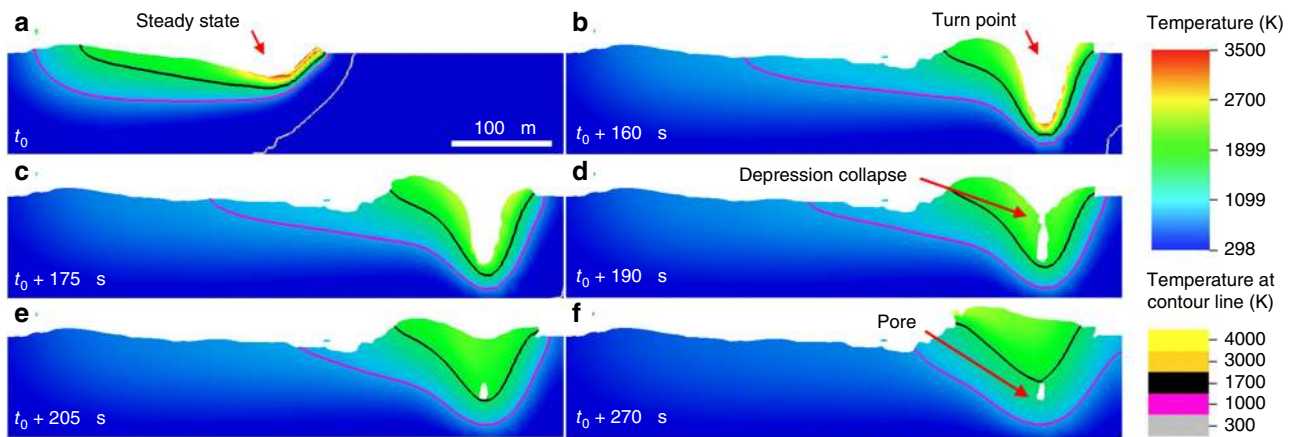 a
Steady state
t0
100 m
b
Turn point
t0 + 160 s
c
t0 + 175 s
d
Depression collapse
t0 + 190 s
e
t0 + 205 s
f
Pore
t0 + 270 s
Temperature (K)
3500
2700
1899
1099
298
Temperature at
contour line (K)
4000
3000
1700
1000
300